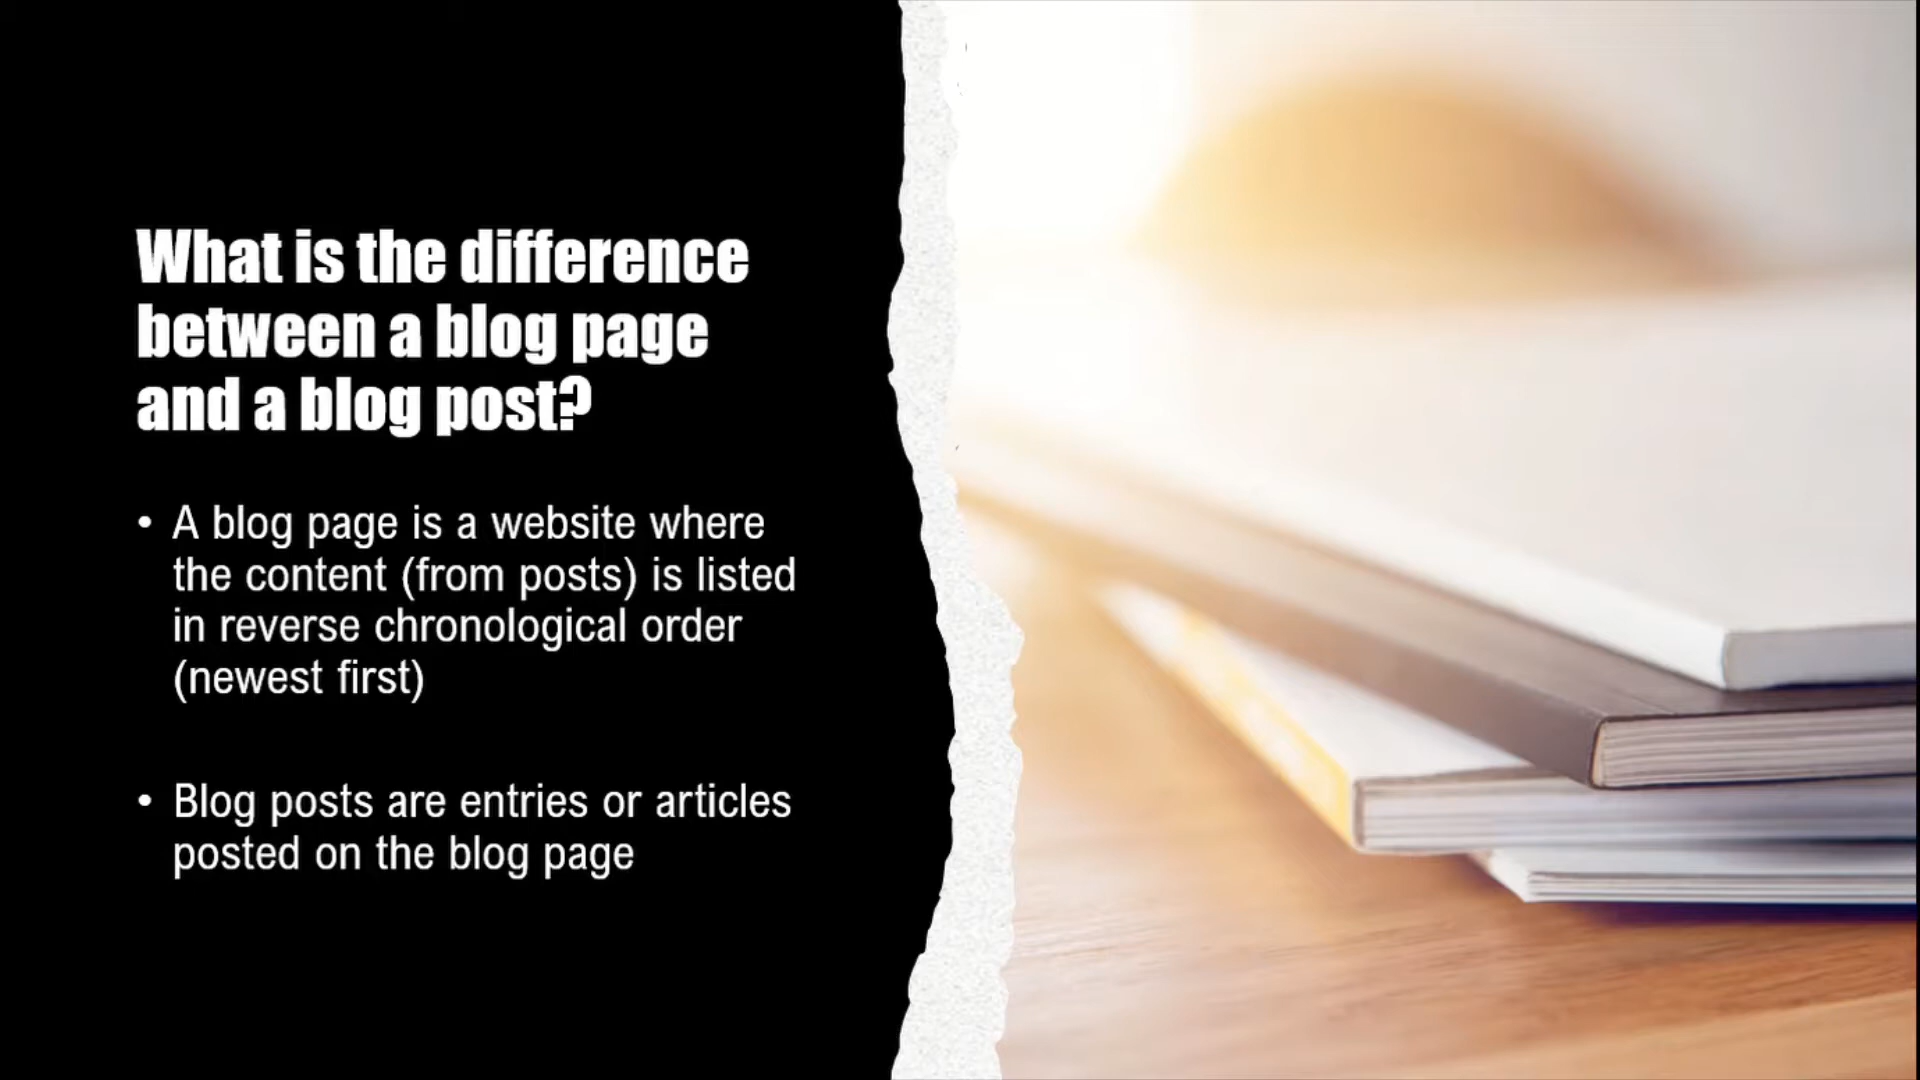 What is the difference
between a blog page
and a blog post?
• A blog page is a website where
the content (from posts) is listed
in reverse chronological order
(newest first)
• Blog posts are entries or articles
posted on the blog page